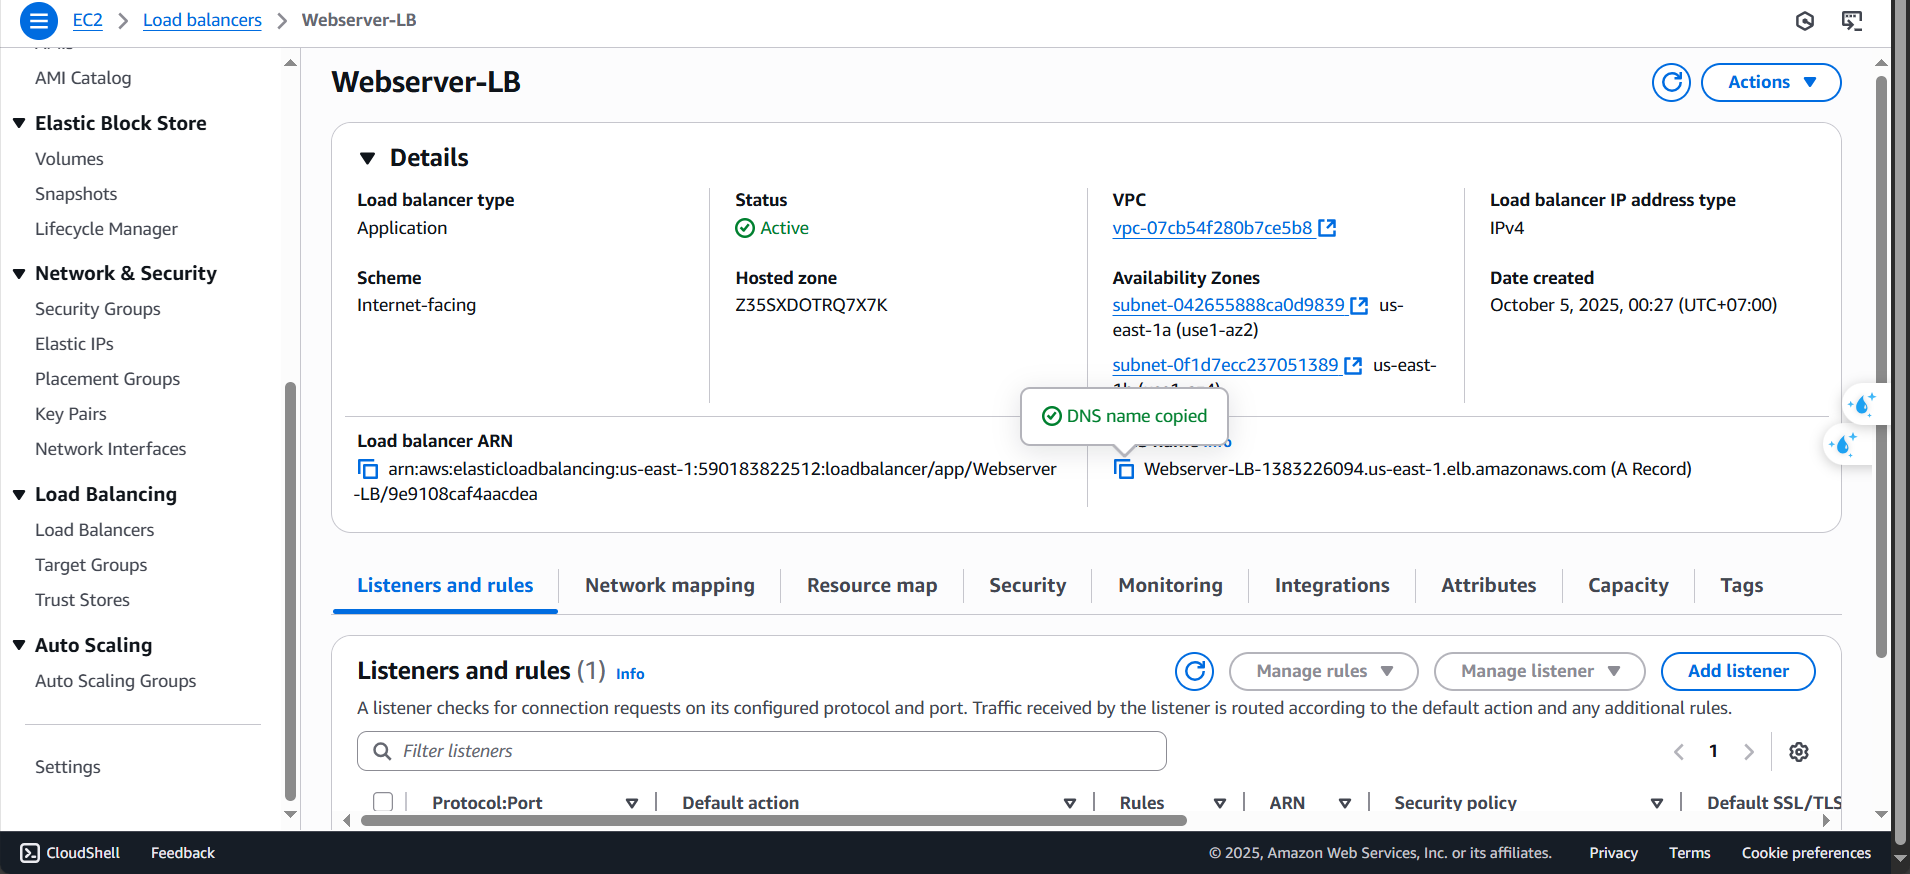 EC2 > Load balancers > Webserver-LB
AMI Catalog
Elastic Block Store
Volumes
Snapshots
Lifecycle Manager
Network & Security
Security Groups
Elastic IPs
Placement Groups
Key Pairs
Network Interfaces
Load Balancing
Load Balancers
Target Groups
Trust Stores
Auto Scaling
Auto Scaling Groups
Settings
Webserver-LB
Actions
Details
Load balancer type
Application
Status
Active
VPC
vpc-07cb54f280b7ce5b8
Load balancer IP address type
IPv4
Scheme
Internet-facing
Hosted zone
Z35SXDOTRQ7X7K
Availability Zones
subnet-042655888ca0d9839 us-
east-1a (use1-az2)
subnet-0f1d7ecc237051389 us-east-
Date created
October 5, 2025, 00:27 (UTC+07:00)
DNS name copied
Load balancer ARN
arn:aws:elasticloadbalancing:us-east-1:590183822512:loadbalancer/app/Webserver
-LB/9e9108caf4aacdea
Webserver-LB-1383226094.us-east-1.elb.amazonaws.com (A Record)
Listeners and rules
Network mapping
Resource map
Security
Monitoring
Integrations
Attributes
Capacity
Tags
Listeners and rules (1) Info
Manage rules
Manage listener
Add listener
A listener checks for connection requests on its configured protocol and port. Traffic received by the listener is routed according to the default action and any additional rules.
Filter listeners
1
Protocol:Port
Default action
Rules
ARN
Security policy
Default SSL/TLS
CloudShell
Feedback
© 2025, Amazon Web Services, Inc. or its affiliates.
Privacy
Terms
Cookie preferences